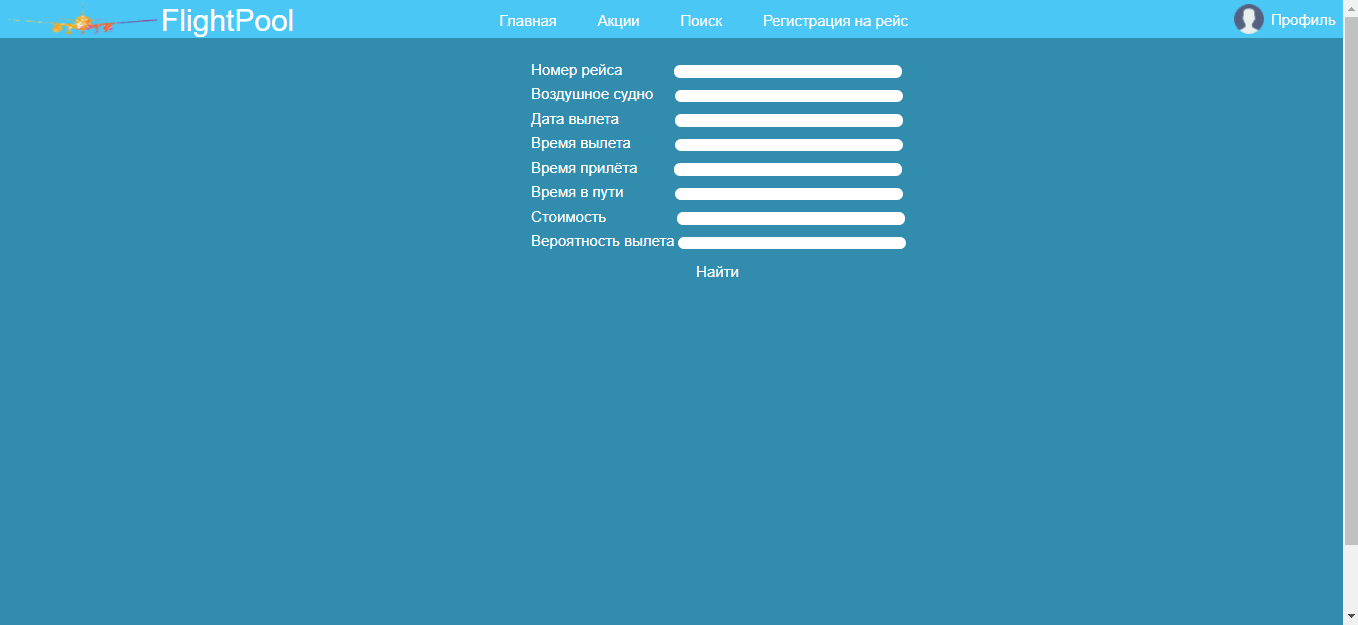 FlightPool Главная Акции Поиск Регистрация на рейс Профиль
Номер рейса
Воздушное судно
Дата вылета
Время вылета
Время прилёта
Время в пути
Стоимость
Вероятность вылета
Найти